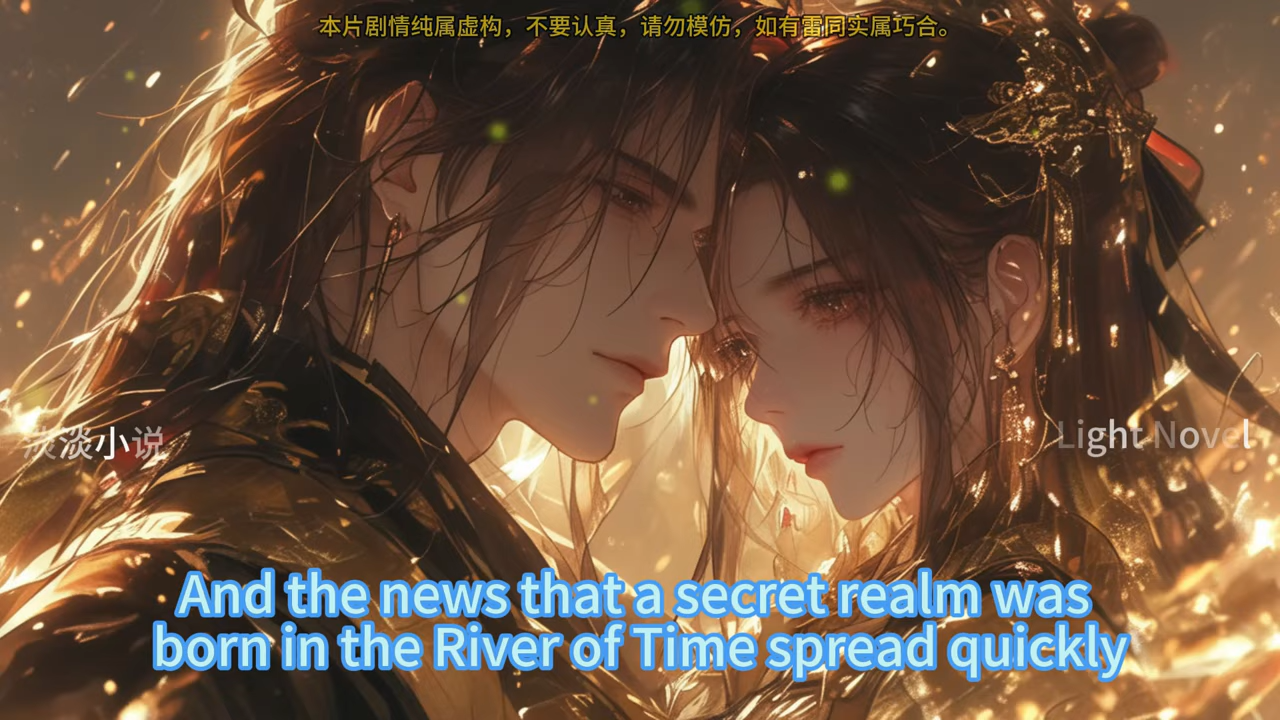 本片剧情纯属虚构，不要认真，请勿模仿，如有雷同实属巧合。
淡淡小说
Light Novel
And the news that a secret realm was
born in the River of Time spread quickly